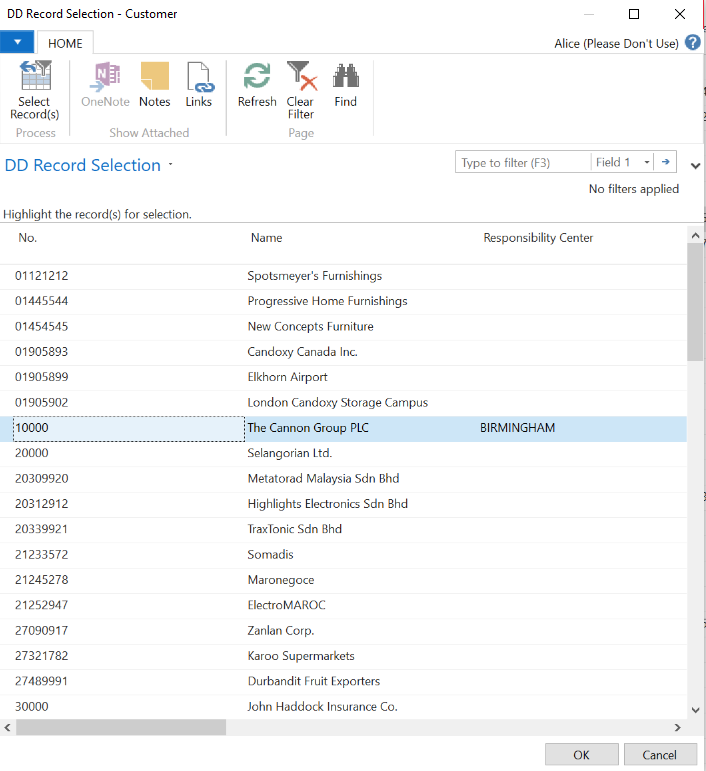 DD Record Selection - Customer
HOME
Alice (Please Don't Use)
Select Record(s)
OneNote
Notes
Links
Refresh
Clear Filter
Find
Process
Show Attached
Page
DD Record Selection
Type to filter (F3)
Field 1
No filters applied
Highlight the record(s) for selection.
No. Name Responsibility Center
01121212 Spotsmeyer's Furnishings
01445544 Progressive Home Furnishings
01454545 New Concepts Furniture
01905893 Candoxy Canada Inc.
01905899 Elkhorn Airport
01905902 London Candoxy Storage Campus
10000 The Cannon Group PLC BIRMINGHAM
20000 Selangorian Ltd.
20309920 Metatorad Malaysia Sdn Bhd
20312912 Highlights Electronics Sdn Bhd
20339921 TraxTonic Sdn Bhd
21233572 Somadis
21245278 Maronegoce
21252947 ElectroMAROC
27090917 Zanlan Corp.
27321782 Karoo Supermarkets
27489991 Durbandit Fruit Exporters
30000 John Haddock Insurance Co.
OK
Cancel